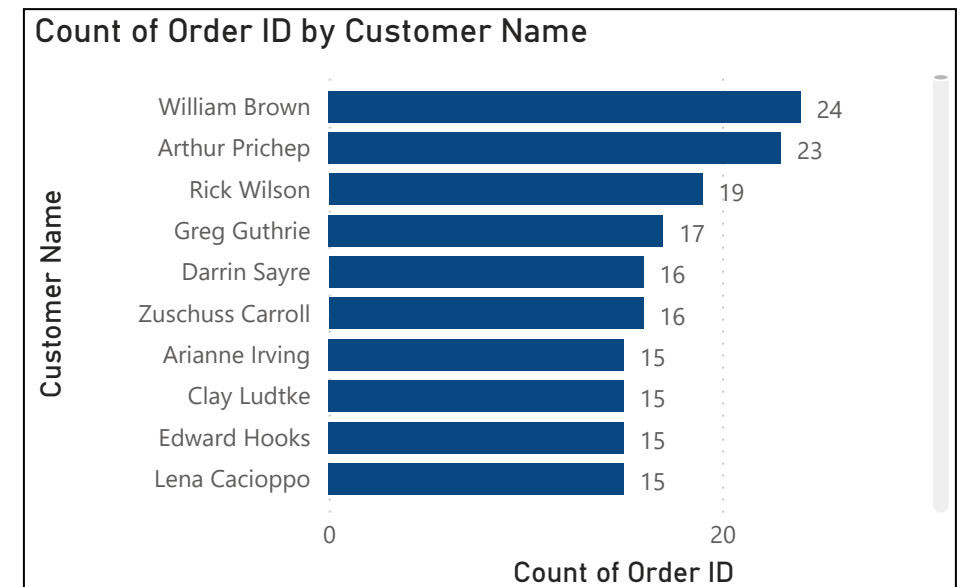 Count of Order ID by Customer Name
Customer Name
William Brown 24
Arthur Prichep 23
Rick Wilson 19
Greg Guthrie 17
Darrin Sayre 16
Zuschuss Carroll 16
Arianne Irving 15
Clay Ludtke 15
Edward Hooks 15
Lena Cacioppo 15
0 20
Count of Order ID